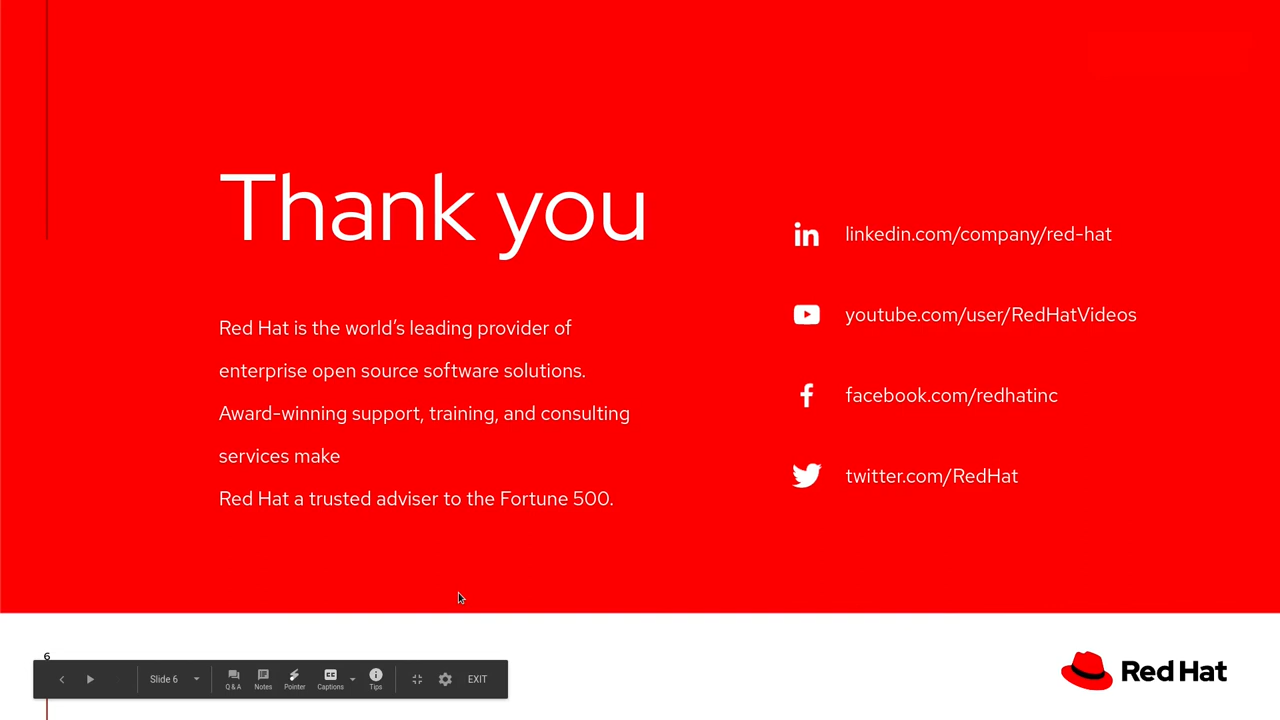 Thank you
Red Hat is the world’s leading provider of
enterprise open source software solutions.
Award-winning support, training, and consulting
services make
Red Hat a trusted adviser to the Fortune 500.
linkedin.com/company/red-hat
youtube.com/user/RedHatVideos
facebook.com/redhatinc
twitter.com/RedHat
6
Slide 6
Q & A
Notes
Pointer
Captions
Tips
EXIT
Red Hat